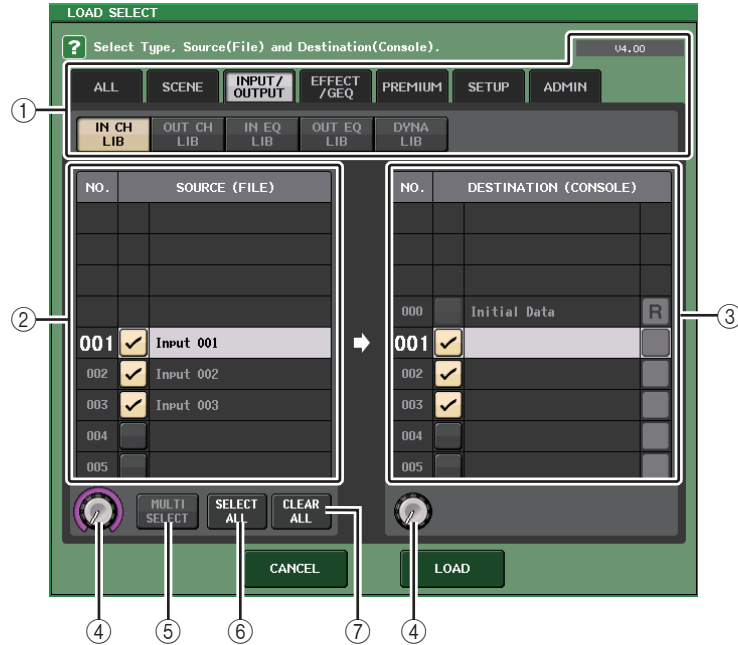 LOAD SELECT
? Select Type, Source(File) and Destination(Console).
V4.00
ALL SCENE INPUT/ OUTPUT EFFECT /GEQ PREMIUM SETUP ADMIN
IN CH LIB OUT CH LIB IN EQ LIB OUT EQ LIB DYNA LIB
①
NO. SOURCE (FILE)
001 Input 001
002 Input 002
003 Input 003
004
005
②
NO. DESTINATION (CONSOLE)
000 Initial Data R
001
002
003
004
005
③
MULTI SELECT SELECT ALL CLEAR ALL
CANCEL LOAD
④ ⑤ ⑥ ⑦ ④